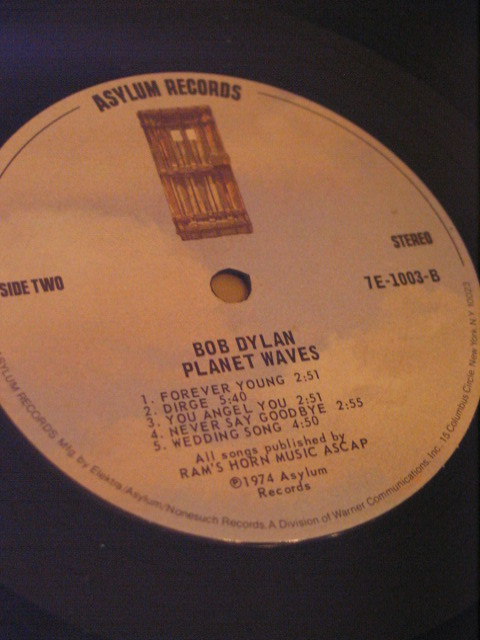 ASYLUM RECORDS
STEREO
SIDE TWO
7E-1003-B
BOB DYLAN
PLANET WAVES
1. FOREVER YOUNG 2:51
2. DIRGE 5:40
3. YOU ANGEL YOU 2:51
4. NEVER SAY GOODBYE 2:55
5. WEDDING SONG 4:50
All songs published by
RAM'S HORN MUSIC ASCAP
℗1974 Asylum
Records
ASYLUM RECORDS Mfg. by Elektra/Asylum/Nonesuch Records. A Division of Warner Communications, Inc. 15 Columbus Circle, New York, N.Y. 10023